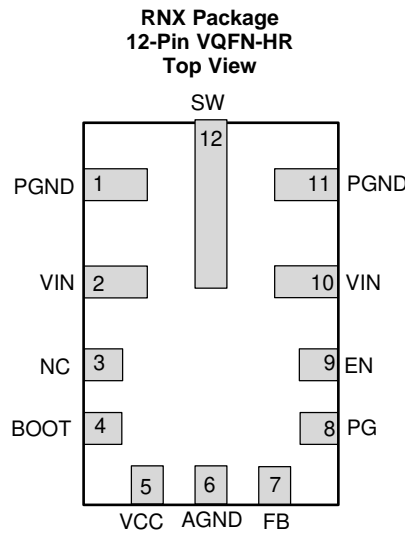 RNX Package
12-Pin VQFN-HR
Top View
SW
12
PGND 1 11 PGND
VIN 2 10 VIN
NC 3 9 EN
BOOT 4 8 PG
5 6 7
VCC AGND FB